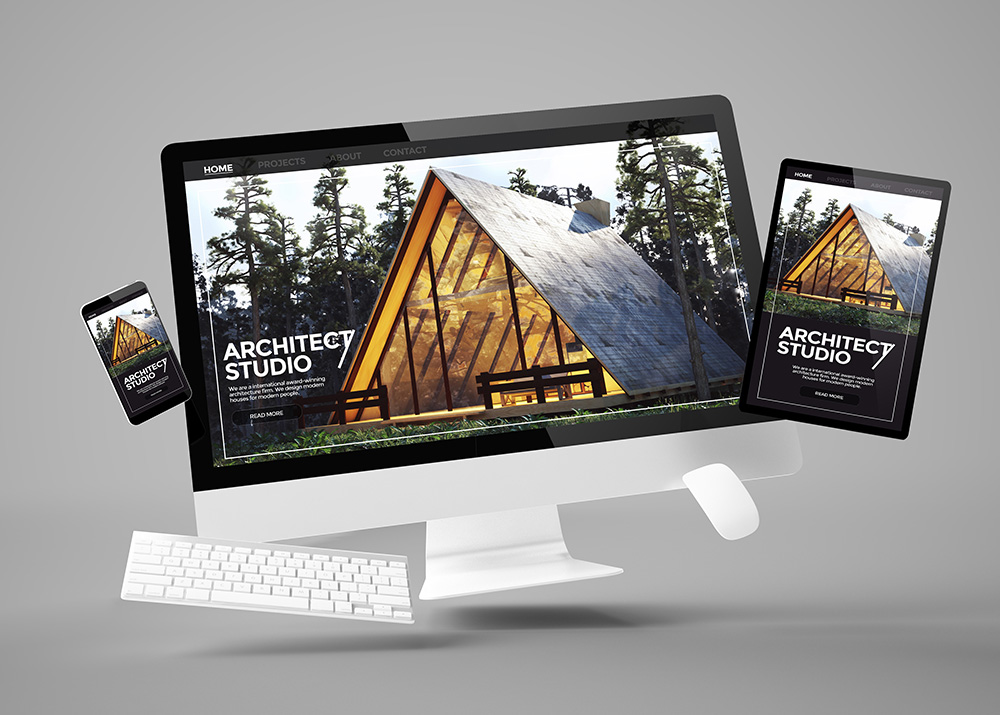 HOME PROJECTS ABOUT CONTACT
ARCHITECT
STUDIO
We are a international award-winning
architecture firm. We design modern
houses for modern people.
READ MORE
HOME PROJECTS ABOUT CONTACT
ARCHITECT
STUDIO
We are a international award-winning
architecture firm. We design modern
houses for modern people.
READ MORE
ARCHITECT
STUDIO